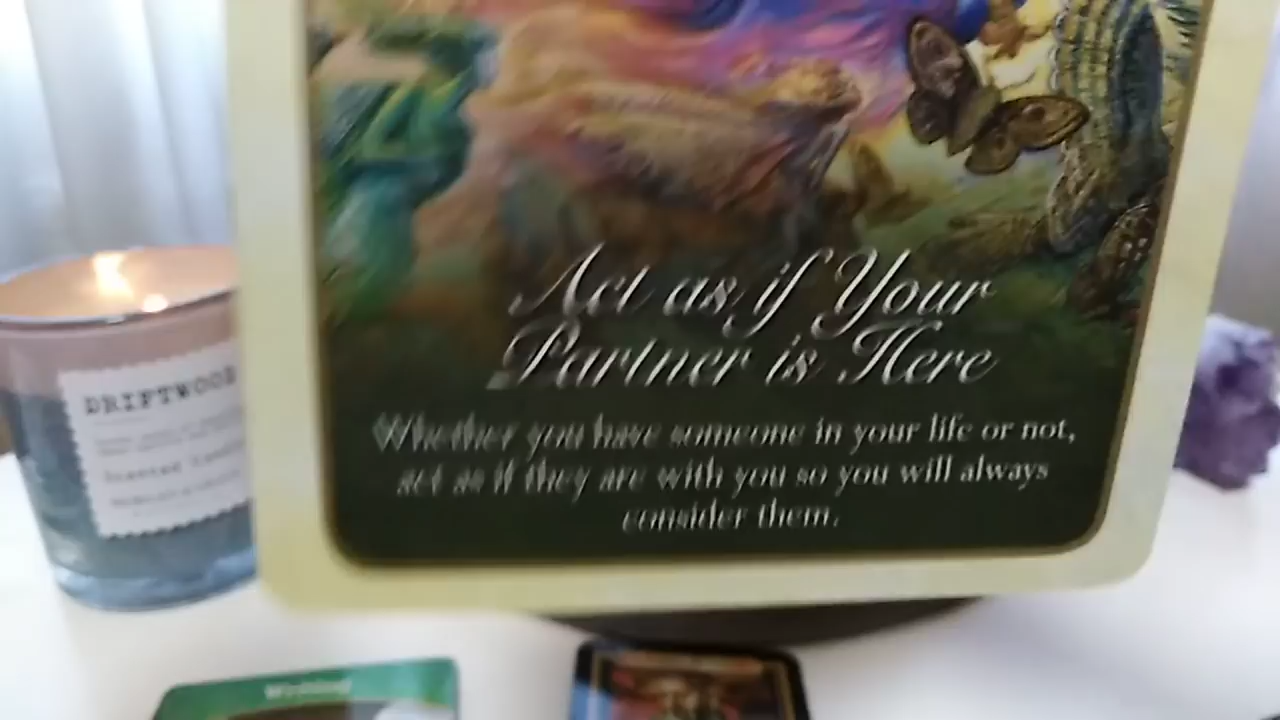 Act as if Your
Partner is Here
Whether you have someone in your life or not,
act as if they are with you so you will always
consider them.
DRIFTWOOD